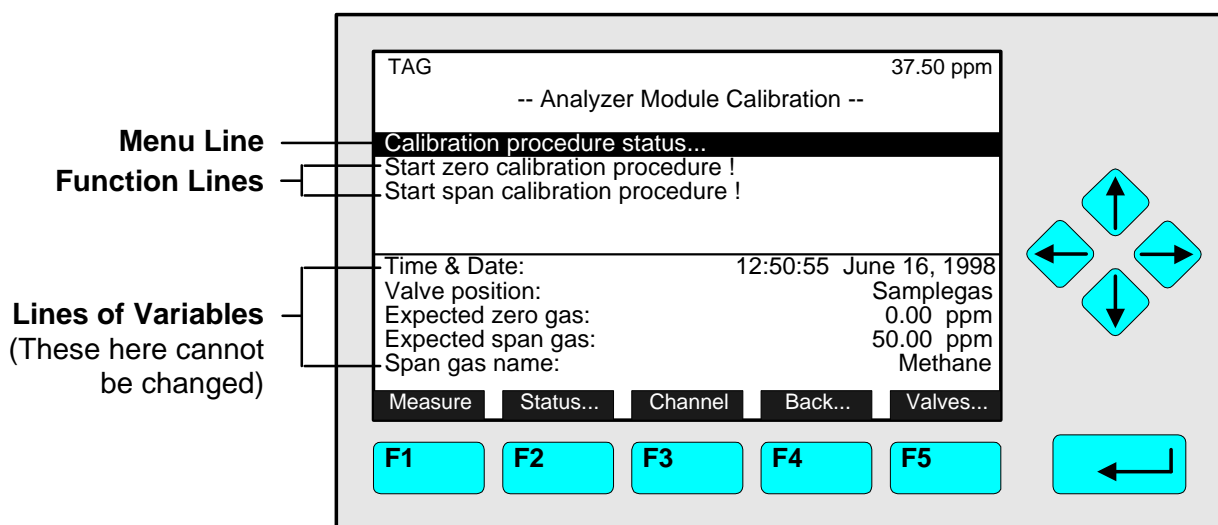 TAG 37.50 ppm
-- Analyzer Module Calibration --
Menu Line
Calibration procedure status...
Function Lines
Start zero calibration procedure !
Start span calibration procedure !
Lines of Variables
(These here cannot
be changed)
Time & Date: 12:50:55 June 16, 1998
Valve position: Samplegas
Expected zero gas: 0.00 ppm
Expected span gas: 50.00 ppm
Span gas name: Methane
Measure Status... Channel Back... Valves...
F1 F2 F3 F4 F5